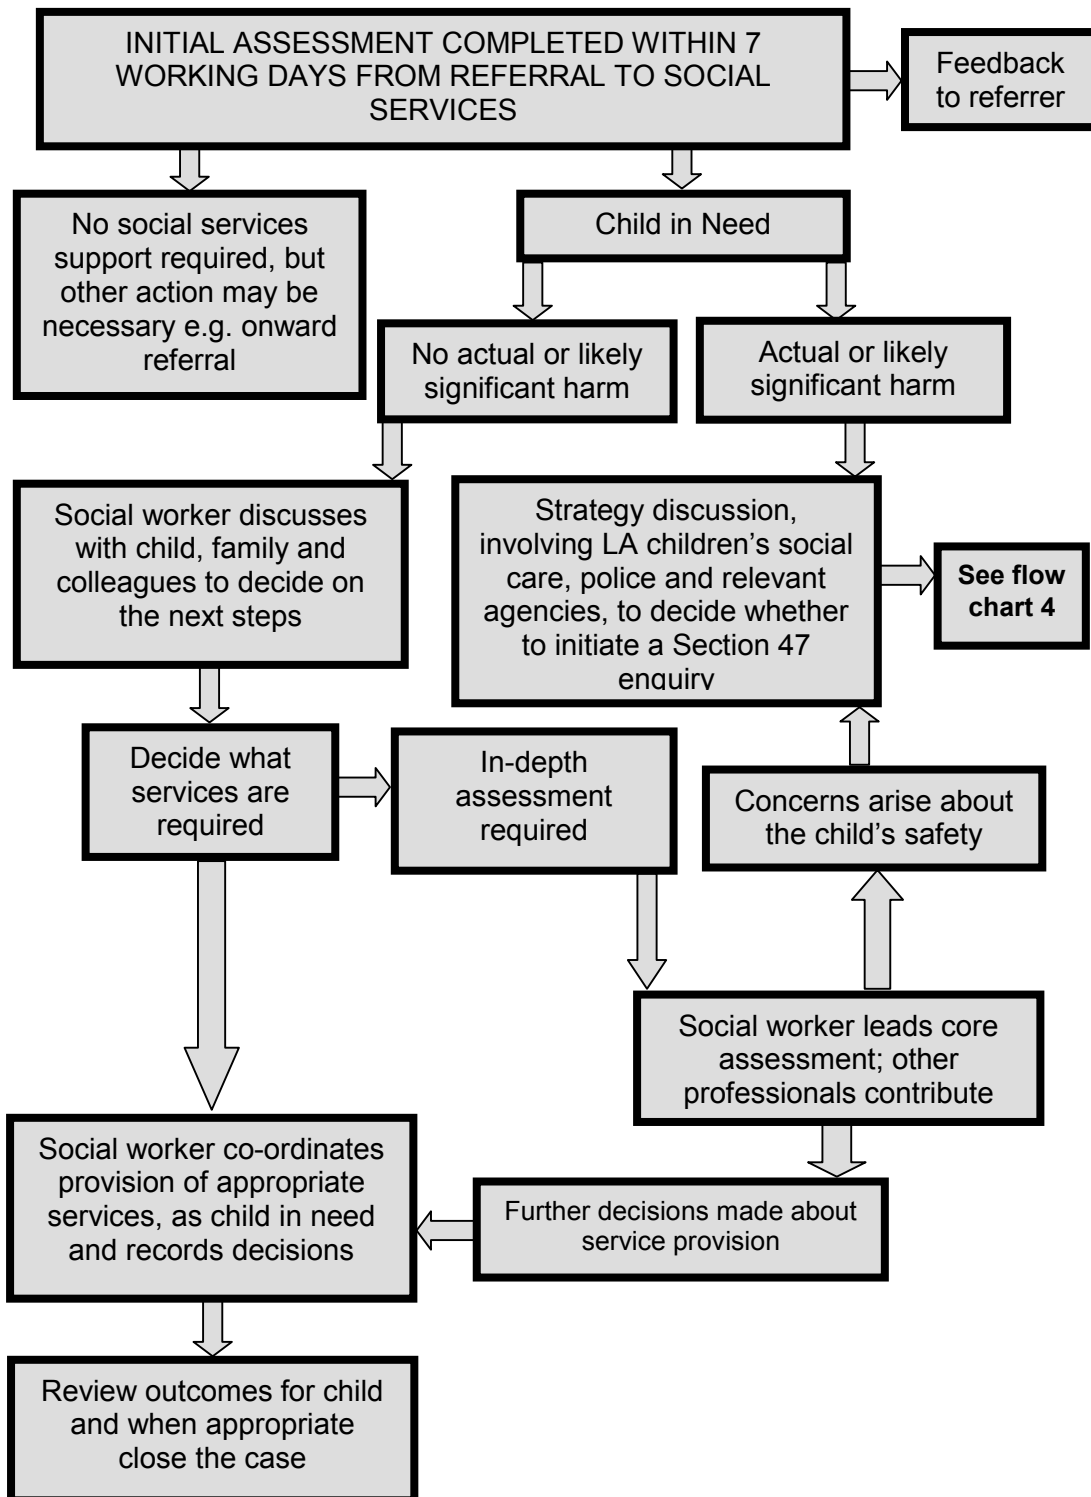 INITIAL ASSESSMENT COMPLETED WITHIN 7
WORKING DAYS FROM REFERRAL TO SOCIAL
SERVICES
Feedback
to referrer
No social services
support required, but
other action may be
necessary e.g. onward
referral
Child in Need
No actual or likely
significant harm
Actual or likely
significant harm
Social worker discusses
with child, family and
colleagues to decide on
the next steps
Strategy discussion,
involving LA children’s social
care, police and relevant
agencies, to decide whether
to initiate a Section 47
enquiry
See flow
chart 4
Decide what
services are
required
In-depth
assessment
required
Concerns arise about
the child’s safety
Social worker leads core
assessment; other
professionals contribute
Social worker co-ordinates
provision of appropriate
services, as child in need
and records decisions
Further decisions made about
service provision
Review outcomes for child
and when appropriate
close the case